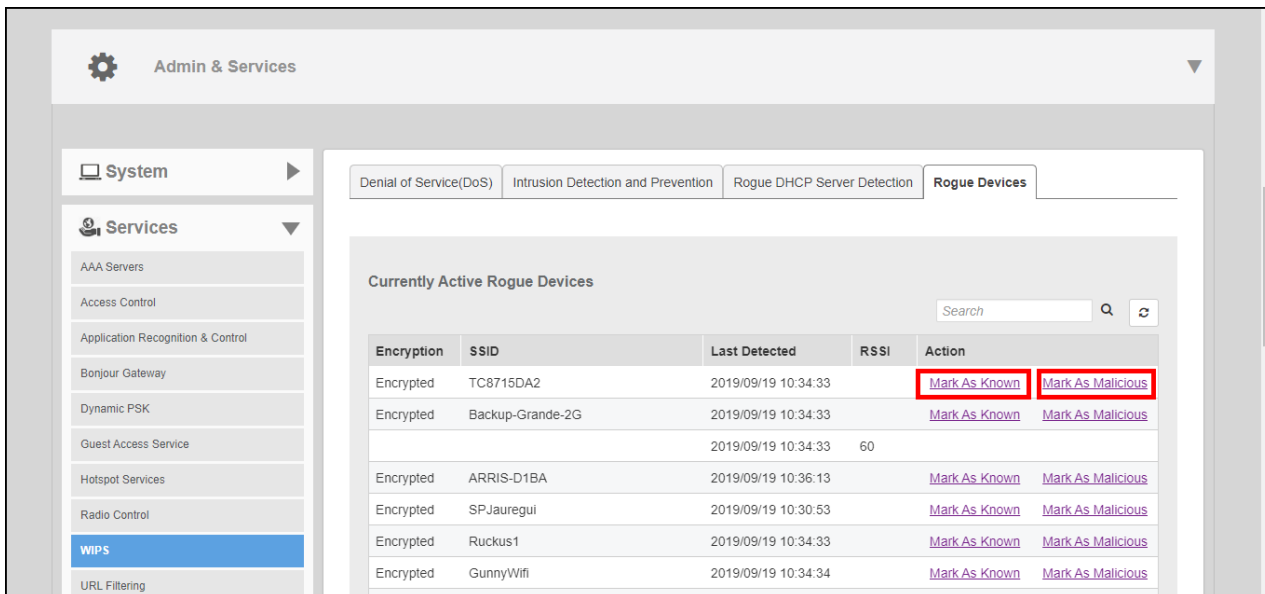 Admin & Services
System
Services
AAA Servers
Access Control
Application Recognition & Control
Bonjour Gateway
Dynamic PSK
Guest Access Service
Hotspot Services
Radio Control
WIPS
URL Filtering
Denial of Service(DoS) Intrusion Detection and Prevention Rogue DHCP Server Detection Rogue Devices
Currently Active Rogue Devices
Search
Encryption SSID Last Detected RSSI Action
Encrypted TC8715DA2 2019/09/19 10:34:33 Mark As Known Mark As Malicious
Encrypted Backup-Grande-2G 2019/09/19 10:34:33 Mark As Known Mark As Malicious
2019/09/19 10:34:33 60
Encrypted ARRIS-D1BA 2019/09/19 10:36:13 Mark As Known Mark As Malicious
Encrypted SPJauregui 2019/09/19 10:30:53 Mark As Known Mark As Malicious
Encrypted Ruckus1 2019/09/19 10:34:33 Mark As Known Mark As Malicious
Encrypted GunnyWifi 2019/09/19 10:34:34 Mark As Known Mark As Malicious